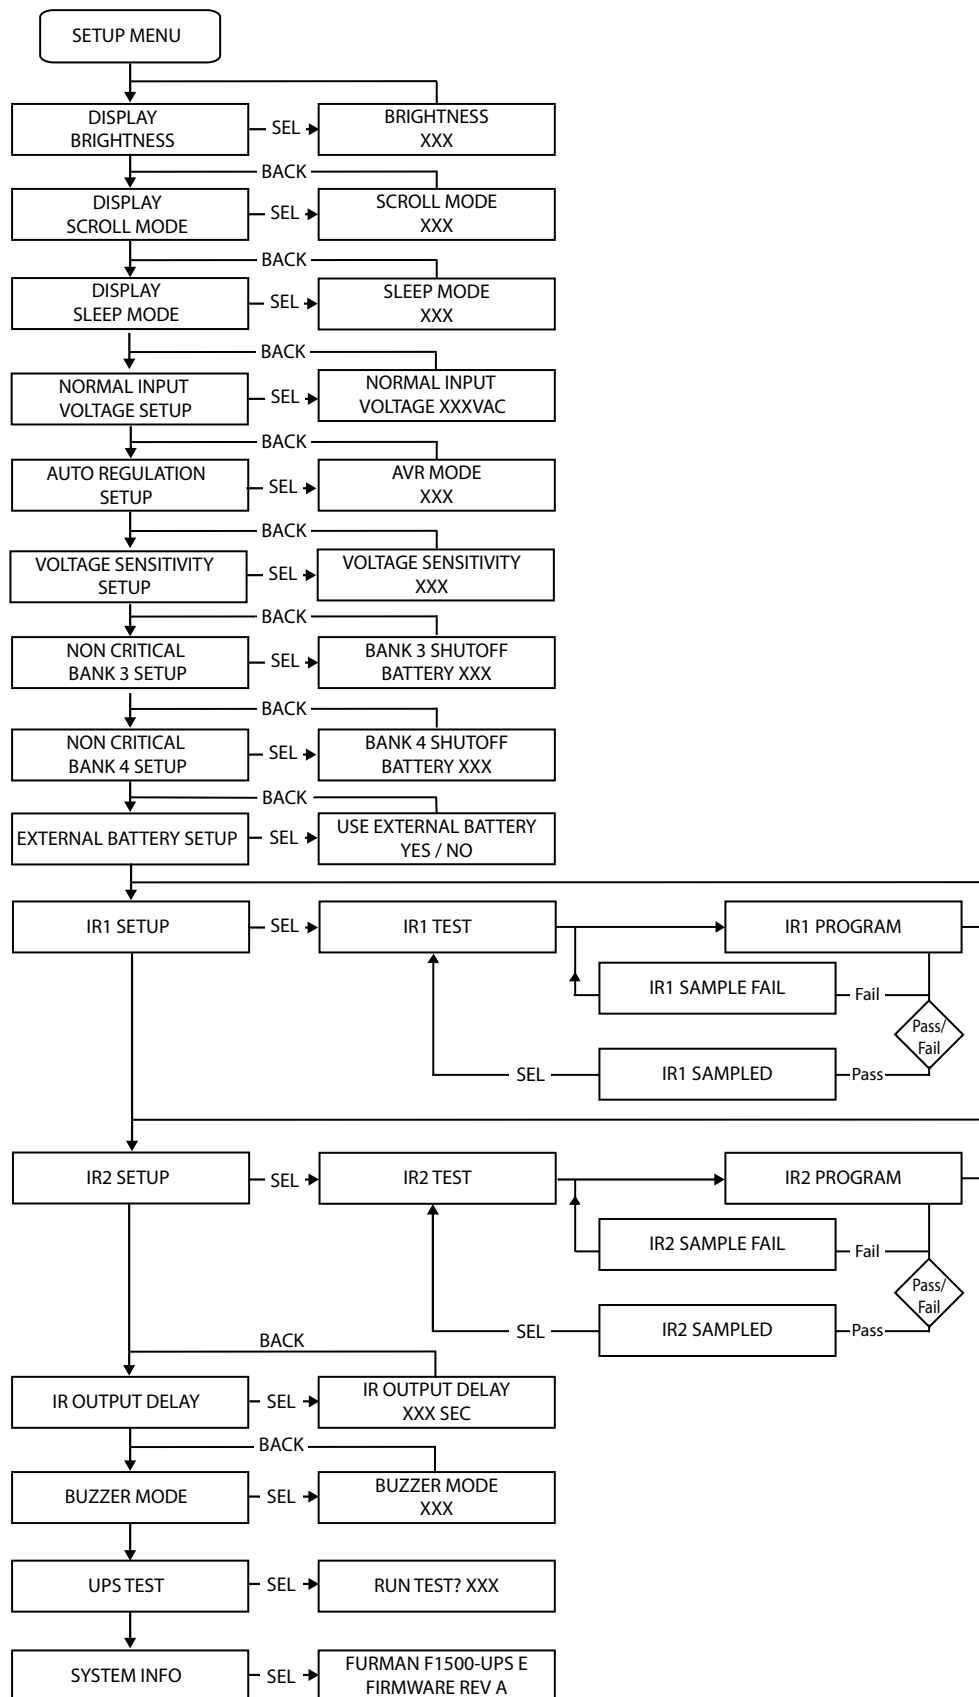 SETUP MENU
DISPLAY
BRIGHTNESS
SEL
BRIGHTNESS
XXX
BACK
DISPLAY
SCROLL MODE
SEL
SCROLL MODE
XXX
BACK
DISPLAY
SLEEP MODE
SEL
SLEEP MODE
XXX
BACK
NORMAL INPUT
VOLTAGE SETUP
SEL
NORMAL INPUT
VOLTAGE XXXVAC
BACK
AUTO REGULATION
SETUP
SEL
AVR MODE
XXX
BACK
VOLTAGE SENSITIVITY
SETUP
SEL
VOLTAGE SENSITIVITY
XXX
BACK
NON CRITICAL
BANK 3 SETUP
SEL
BANK 3 SHUTOFF
BATTERY XXX
BACK
NON CRITICAL
BANK 4 SETUP
SEL
BANK 4 SHUTOFF
BATTERY XXX
BACK
EXTERNAL BATTERY SETUP
SEL
USE EXTERNAL BATTERY
YES / NO
IR1 SETUP
SEL
IR1 TEST
IR1 PROGRAM
IR1 SAMPLE FAIL
Fail
Pass/
Fail
SEL
IR1 SAMPLED
Pass
IR2 SETUP
SEL
IR2 TEST
IR2 PROGRAM
IR2 SAMPLE FAIL
Fail
Pass/
Fail
SEL
IR2 SAMPLED
Pass
BACK
IR OUTPUT DELAY
SEL
IR OUTPUT DELAY
XXX SEC
BACK
BUZZER MODE
SEL
BUZZER MODE
XXX
UPS TEST
SEL
RUN TEST? XXX
SYSTEM INFO
SEL
FURMAN F1500-UPS E
FIRMWARE REV A